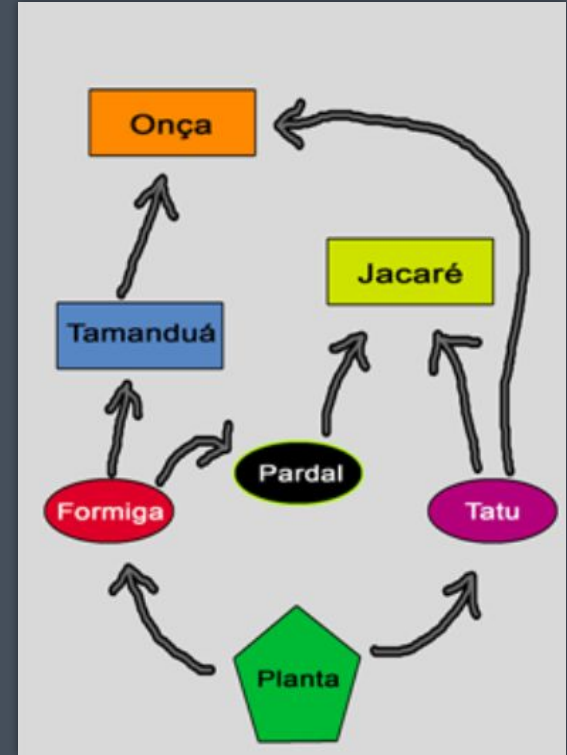 Onça
Jacaré
Tamanduá
Pardal
Formiga
Tatu
Planta